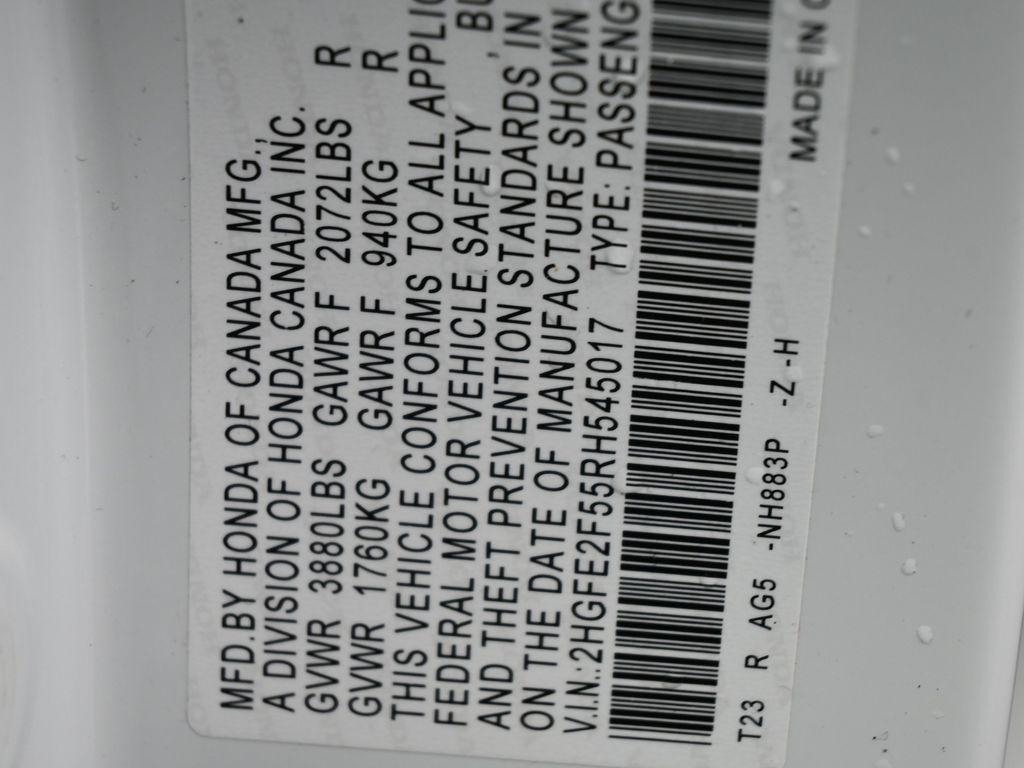 MFD.BY HONDA OF CANADA MFG.,
A DIVISION OF HONDA CANADA INC.
GVWR 3880LBS GAWR F 2072LBS R
GVWR 1760KG GAWR F 940KG R
THIS VEHICLE CONFORMS TO ALL APPLIC
FEDERAL MOTOR VEHICLE SAFETY, BU
AND THEFT PREVENTION STANDARDS IN
ON THE DATE OF MANUFACTURE SHOWN
V.I.N.:2HGFE2F55RH545017 TYPE: PASSENG
T23 R AG5 -NH883P -Z -H
MADE IN C